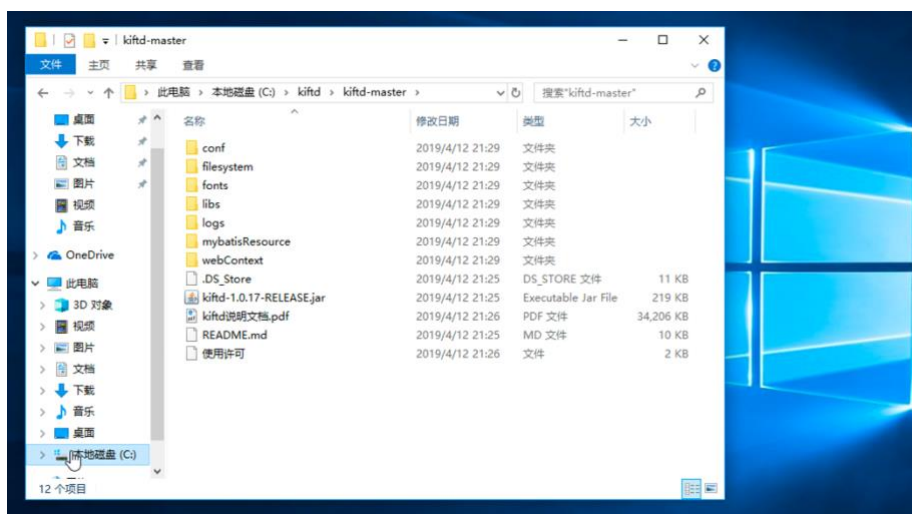 kiftd-master
文件 主页 共享 查看
此电脑 > 本地磁盘 (C:) > kiftd > kiftd-master > 搜索"kiftd-master"
名称 修改日期 类型 大小
桌面
下载
文档
图片
视频
音乐
OneDrive
此电脑
3D 对象
视频
图片
文档
下载
音乐
桌面
本地磁盘 (C:)
conf 2019/4/12 21:29 文件夹
filesystem 2019/4/12 21:29 文件夹
fonts 2019/4/12 21:29 文件夹
libs 2019/4/12 21:29 文件夹
logs 2019/4/12 21:29 文件夹
mybatisResource 2019/4/12 21:29 文件夹
webContext 2019/4/12 21:29 文件夹
.DS_Store 2019/4/12 21:25 DS_STORE 文件 11 KB
kiftd-1.0.17-RELEASE.jar 2019/4/12 21:25 Executable Jar File 219 KB
kiftd说明文档.pdf 2019/4/12 21:26 PDF 文件 34,206 KB
README.md 2019/4/12 21:25 MD 文件 10 KB
使用许可 2019/4/12 21:26 文件 2 KB
12 个项目